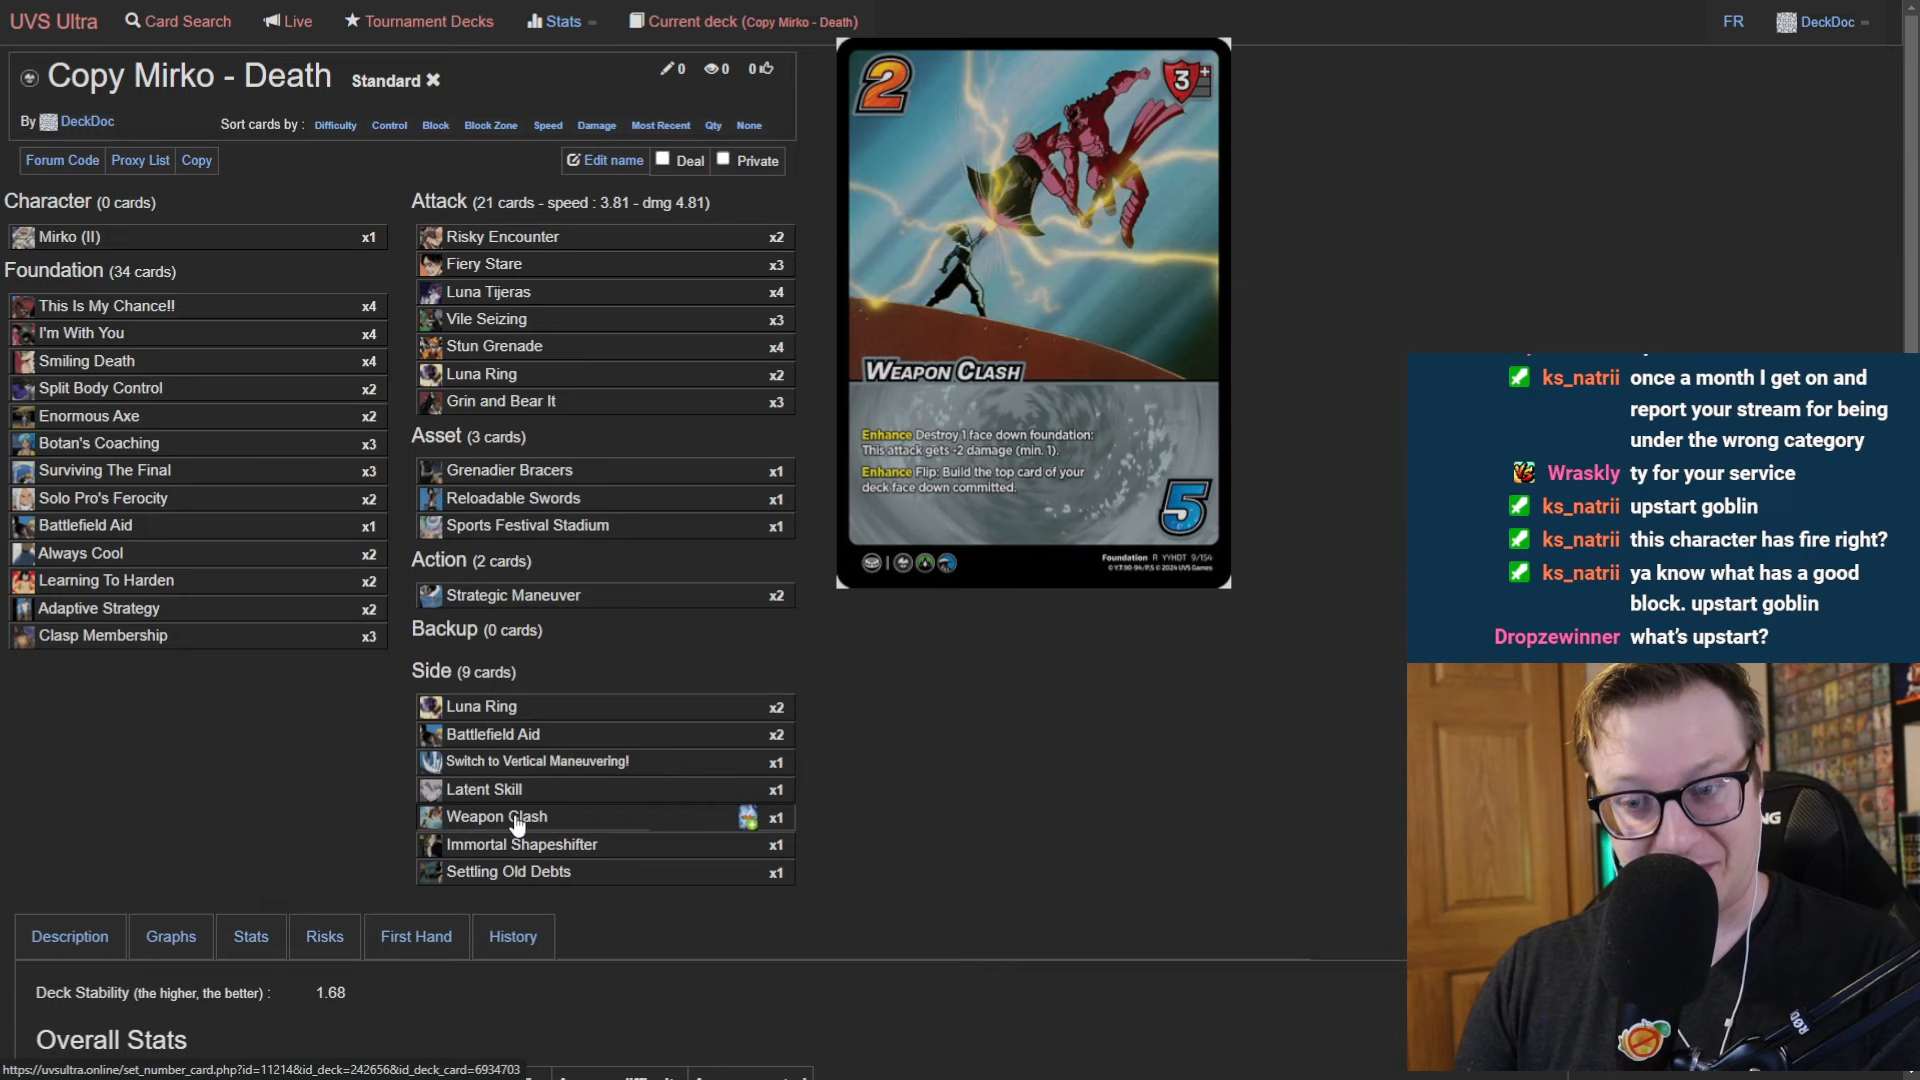 UVS Ultra
Card Search
Live
Tournament Decks
Stats
Current deck (Copy Mirko - Death)
FR
DeckDoc
Copy Mirko - Death
Standard
0
0
0
By DeckDoc
Sort cards by : Difficulty Control Block Block Zone Speed Damage Most Recent Qty None
Forum Code
Proxy List
Copy
Edit name
Deal
Private
Character (0 cards)
Mirko (II) x1
Foundation (34 cards)
This Is My Chance!! x4
I'm With You x4
Smiling Death x4
Split Body Control x2
Enormous Axe x2
Botan's Coaching x3
Surviving The Final x3
Solo Pro's Ferocity x2
Battlefield Aid x1
Always Cool x2
Learning To Harden x2
Adaptive Strategy x2
Clasp Membership x3
Attack (21 cards - speed : 3.81 - dmg 4.81)
Risky Encounter x2
Fiery Stare x3
Luna Tijeras x4
Vile Seizing x3
Stun Grenade x4
Luna Ring x2
Grin and Bear It x3
Asset (3 cards)
Grenadier Bracers x1
Reloadable Swords x1
Sports Festival Stadium x1
Action (2 cards)
Strategic Maneuver x2
Backup (0 cards)
Side (9 cards)
Luna Ring x2
Battlefield Aid x2
Switch to Vertical Maneuvering! x1
Latent Skill x1
Weapon Clash x1
Immortal Shapeshifter x1
Settling Old Debts x1
2
3
+
Weapon Clash
Enhance Destroy 1 face down foundation:
This attack gets -2 damage (min. 1).
Enhance Flip: Build the top card of your
deck face down committed.
5
Foundation R YYHDT 9/154
© Y.T.90-94/P.S © 2024 UVS Games
ks_natrii once a month I get on and
report your stream for being
under the wrong category
Wraskly ty for your service
ks_natrii upstart goblin
ks_natrii this character has fire right?
ks_natrii ya know what has a good
block. upstart goblin
Dropzewinner what's upstart?
NG
RØD
Description
Graphs
Stats
Risks
First Hand
History
Deck Stability (the higher, the better) : 1.68
Overall Stats
https://uvsultra.online/set_number_card.php?id=11214&id_deck=242656&id_deck_card=6934703